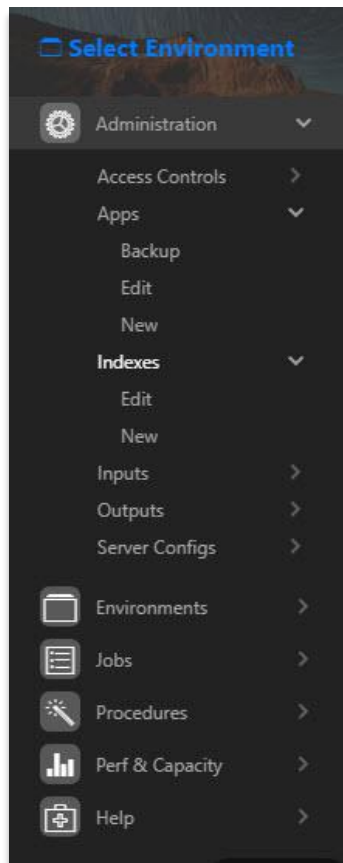 Select Environment
Administration
Access Controls
Apps
Backup
Edit
New
Indexes
Edit
New
Inputs
Outputs
Server Configs
Environments
Jobs
Procedures
Perf & Capacity
Help